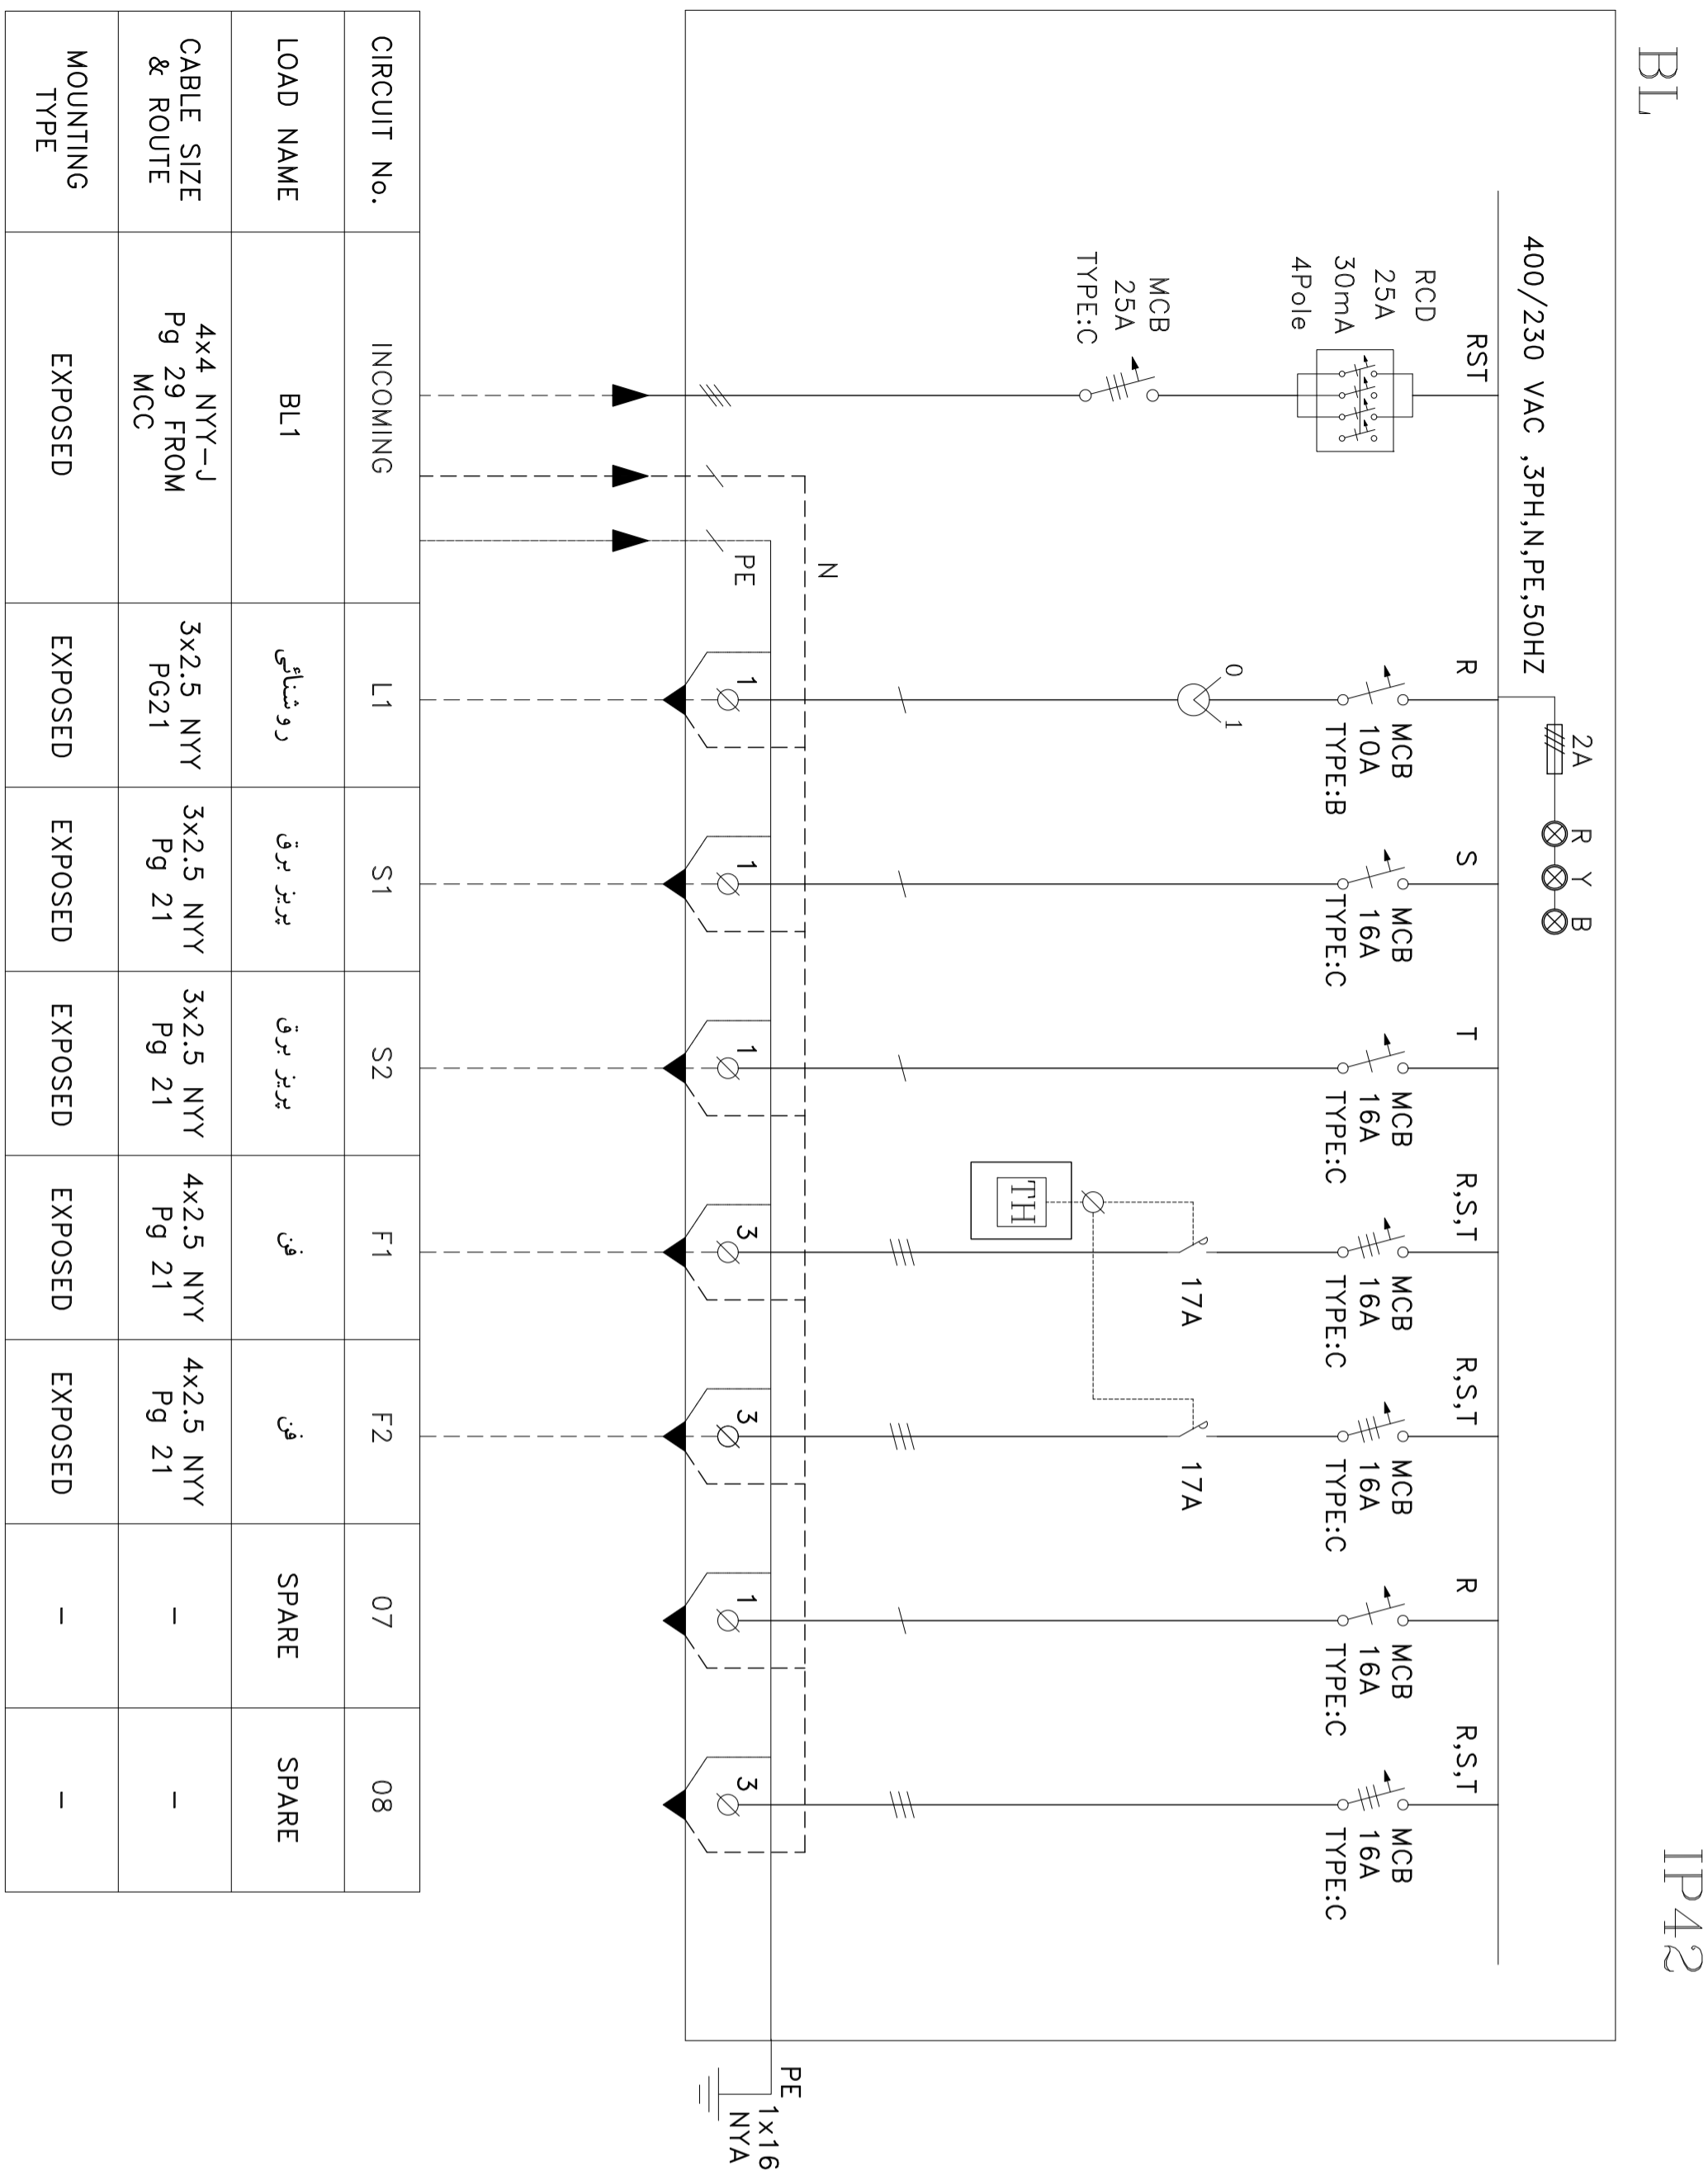 BL
IP42
400/230 VAC ,3PH,N,PE,50HZ
2A
R Y B
RST
R
S
T
R,S,T
R,S,T
R
R,S,T
RCD
25A
30mA
4Pole
MCB
25A
TYPE:C
MCB
10A
TYPE:B
MCB
16A
TYPE:C
MCB
16A
TYPE:C
MCB
16A
TYPE:C
MCB
16A
TYPE:C
MCB
16A
TYPE:C
MCB
16A
TYPE:C
0
1
17A
17A
TH
N
PE
1
1
1
3
3
1
3
PE
1x16
NYA
CIRCUIT No.
INCOMING
L1
S1
S2
F1
F2
07
08
LOAD NAME
BL1
روشنائی
پریز برق
پریز برق
فن
فن
SPARE
SPARE
CABLE SIZE
& ROUTE
4x4 NYY-J
Pg 29 FROM
MCC
3x2.5 NYY
PG21
3x2.5 NYY
Pg 21
3x2.5 NYY
Pg 21
4x2.5 NYY
Pg 21
4x2.5 NYY
Pg 21
-
-
MOUNTING
TYPE
EXPOSED
EXPOSED
EXPOSED
EXPOSED
EXPOSED
EXPOSED
-
-